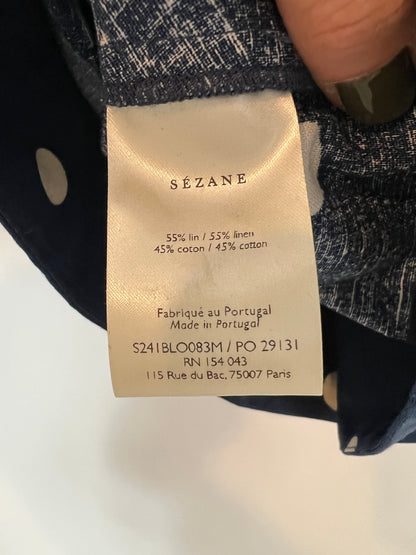 SÉZANE
55% lin / 55% linen
45% coton / 45% cotton
Fabriqué au Portugal
Made in Portugal
S241BLO083M / PO 29131
RN 154 043
115 Rue du Bac, 75007 Paris